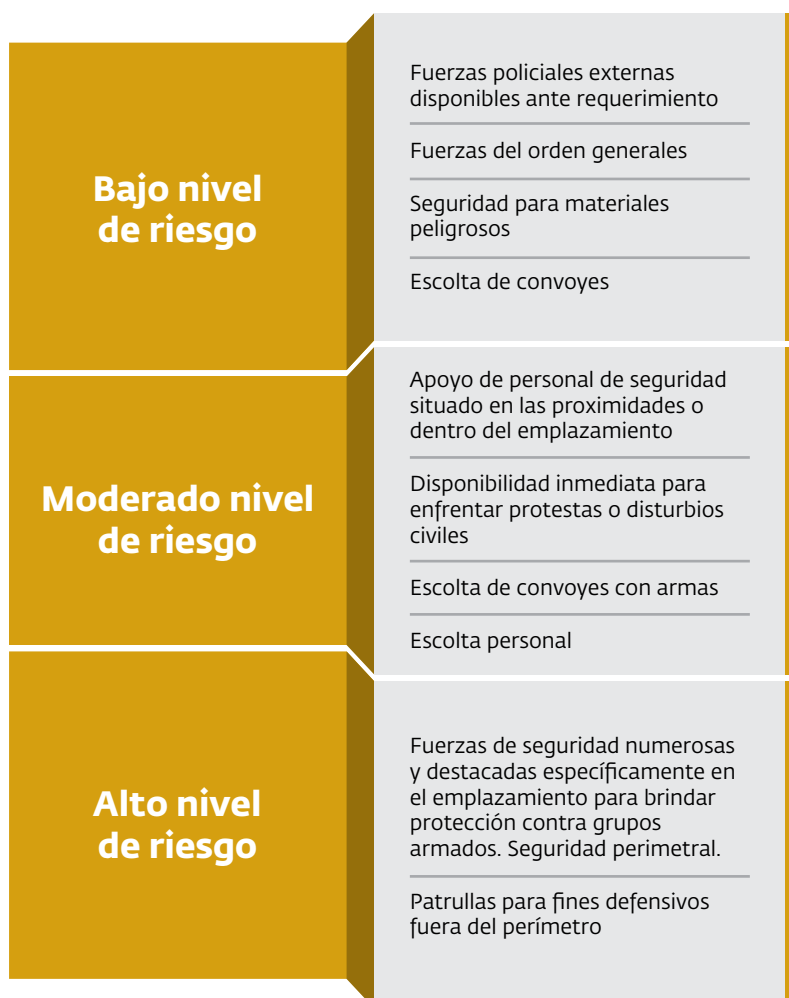 Bajo nivel
de riesgo
Fuerzas policiales externas
disponibles ante requerimiento
Fuerzas del orden generales
Seguridad para materiales
peligrosos
Escolta de convoyes
Moderado nivel
de riesgo
Apoyo de personal de seguridad
situado en las proximidades o
dentro del emplazamiento
Disponibilidad inmediata para
enfrentar protestas o disturbios
civiles
Escolta de convoyes con armas
Escolta personal
Alto nivel
de riesgo
Fuerzas de seguridad numerosas
y destacadas específicamente en
el emplazamiento para brindar
protección contra grupos
armados. Seguridad perimetral.
Patrullas para fines defensivos
fuera del perímetro